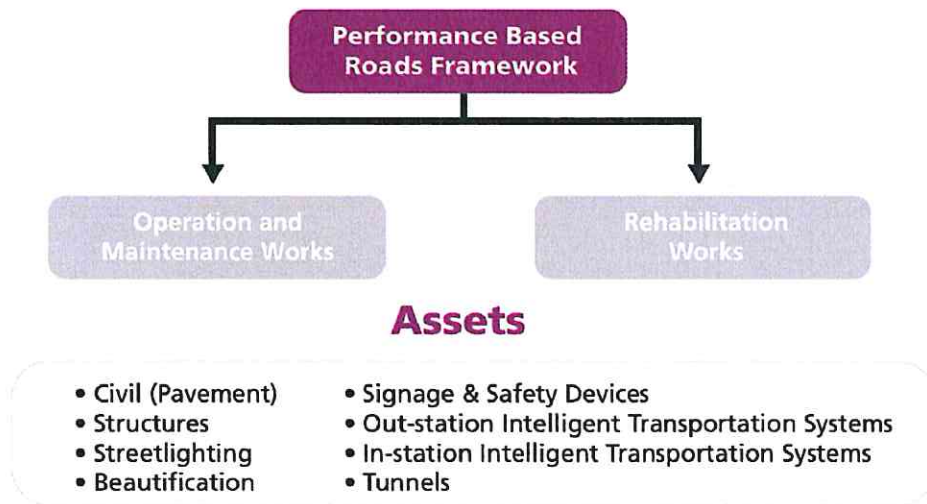 Performance Based
Roads Framework
Operation and
Maintenance Works
Rehabilitation
Works
Assets
• Civil (Pavement)
• Structures
• Streetlighting
• Beautification
• Signage & Safety Devices
• Out-station Intelligent Transportation Systems
• In-station Intelligent Transportation Systems
• Tunnels